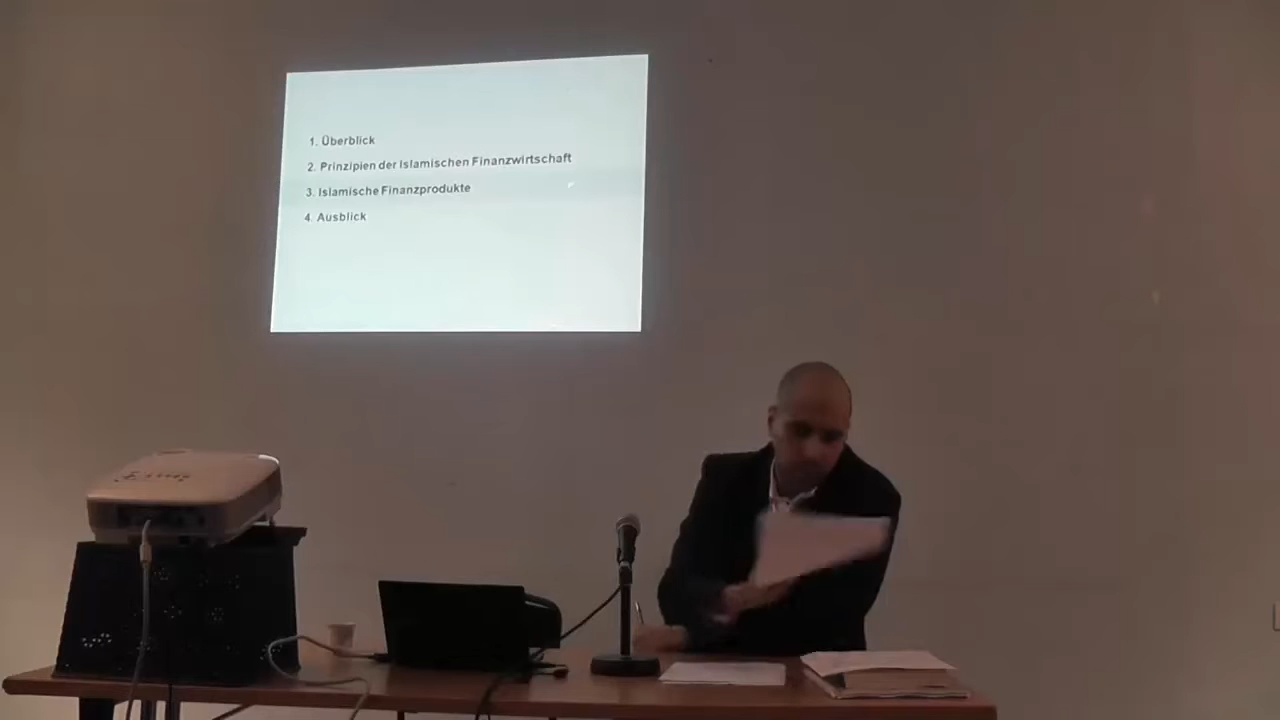 1. Überblick
2. Prinzipien der Islamischen Finanzwirtschaft
3. Islamische Finanzprodukte
4. Ausblick